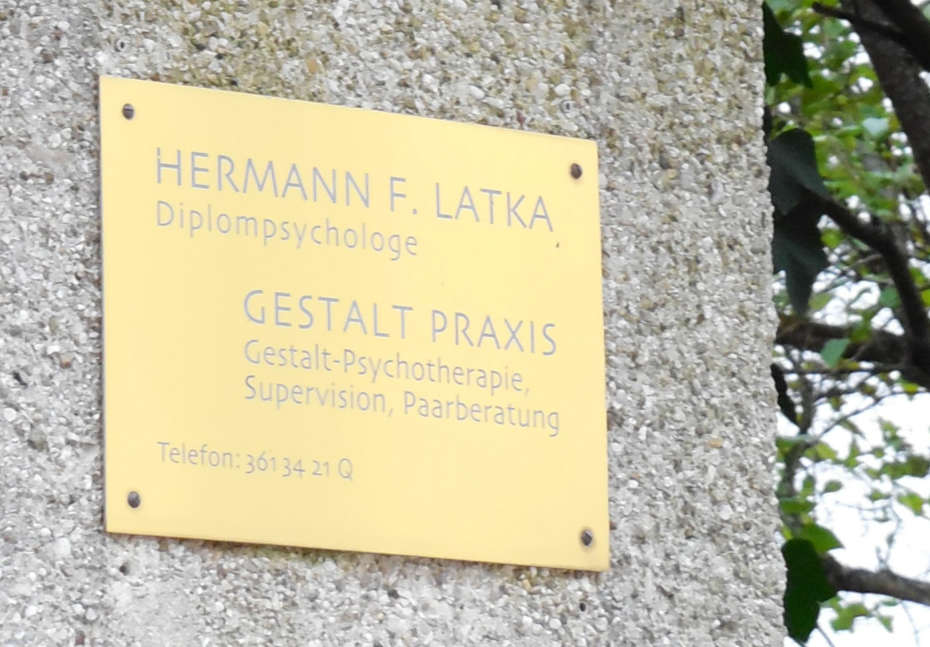 HERMANN F. LATKA
Diplompsychologe
GESTALT PRAXIS
Gestalt-Psychotherapie,
Supervision, Paarberatung
Telefon: 361 34 21 Q